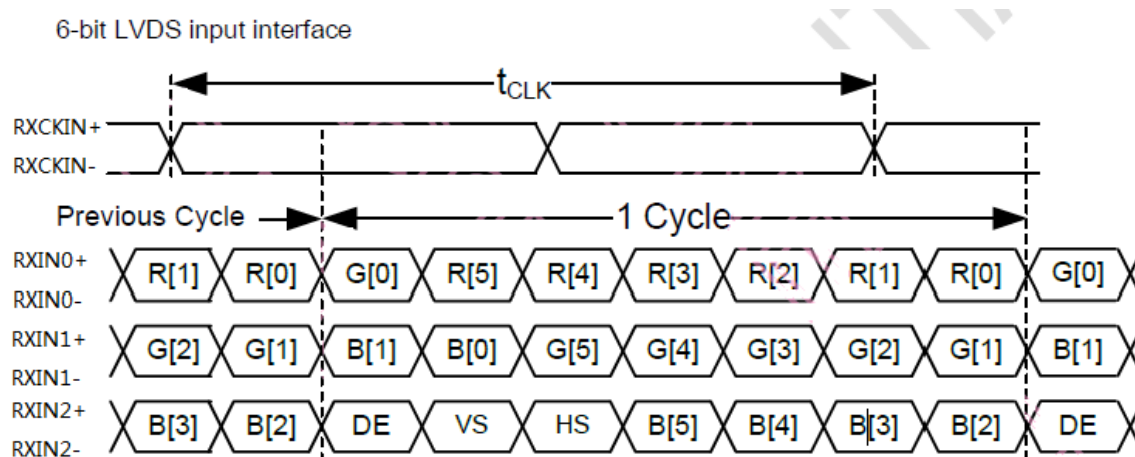 6-bit LVDS input interface
tCLK
RXCKIN+
RXCKIN-
Previous Cycle
1 Cycle
RXIN0+
R[1] R[0] G[0] R[5] R[4] R[3] R[2] R[1] R[0] G[0]
RXIN0-
RXIN1+
G[2] G[1] B[1] B[0] G[5] G[4] G[3] G[2] G[1] B[1]
RXIN1-
RXIN2+
B[3] B[2] DE VS HS B[5] B[4] B[3] B[2] DE
RXIN2-